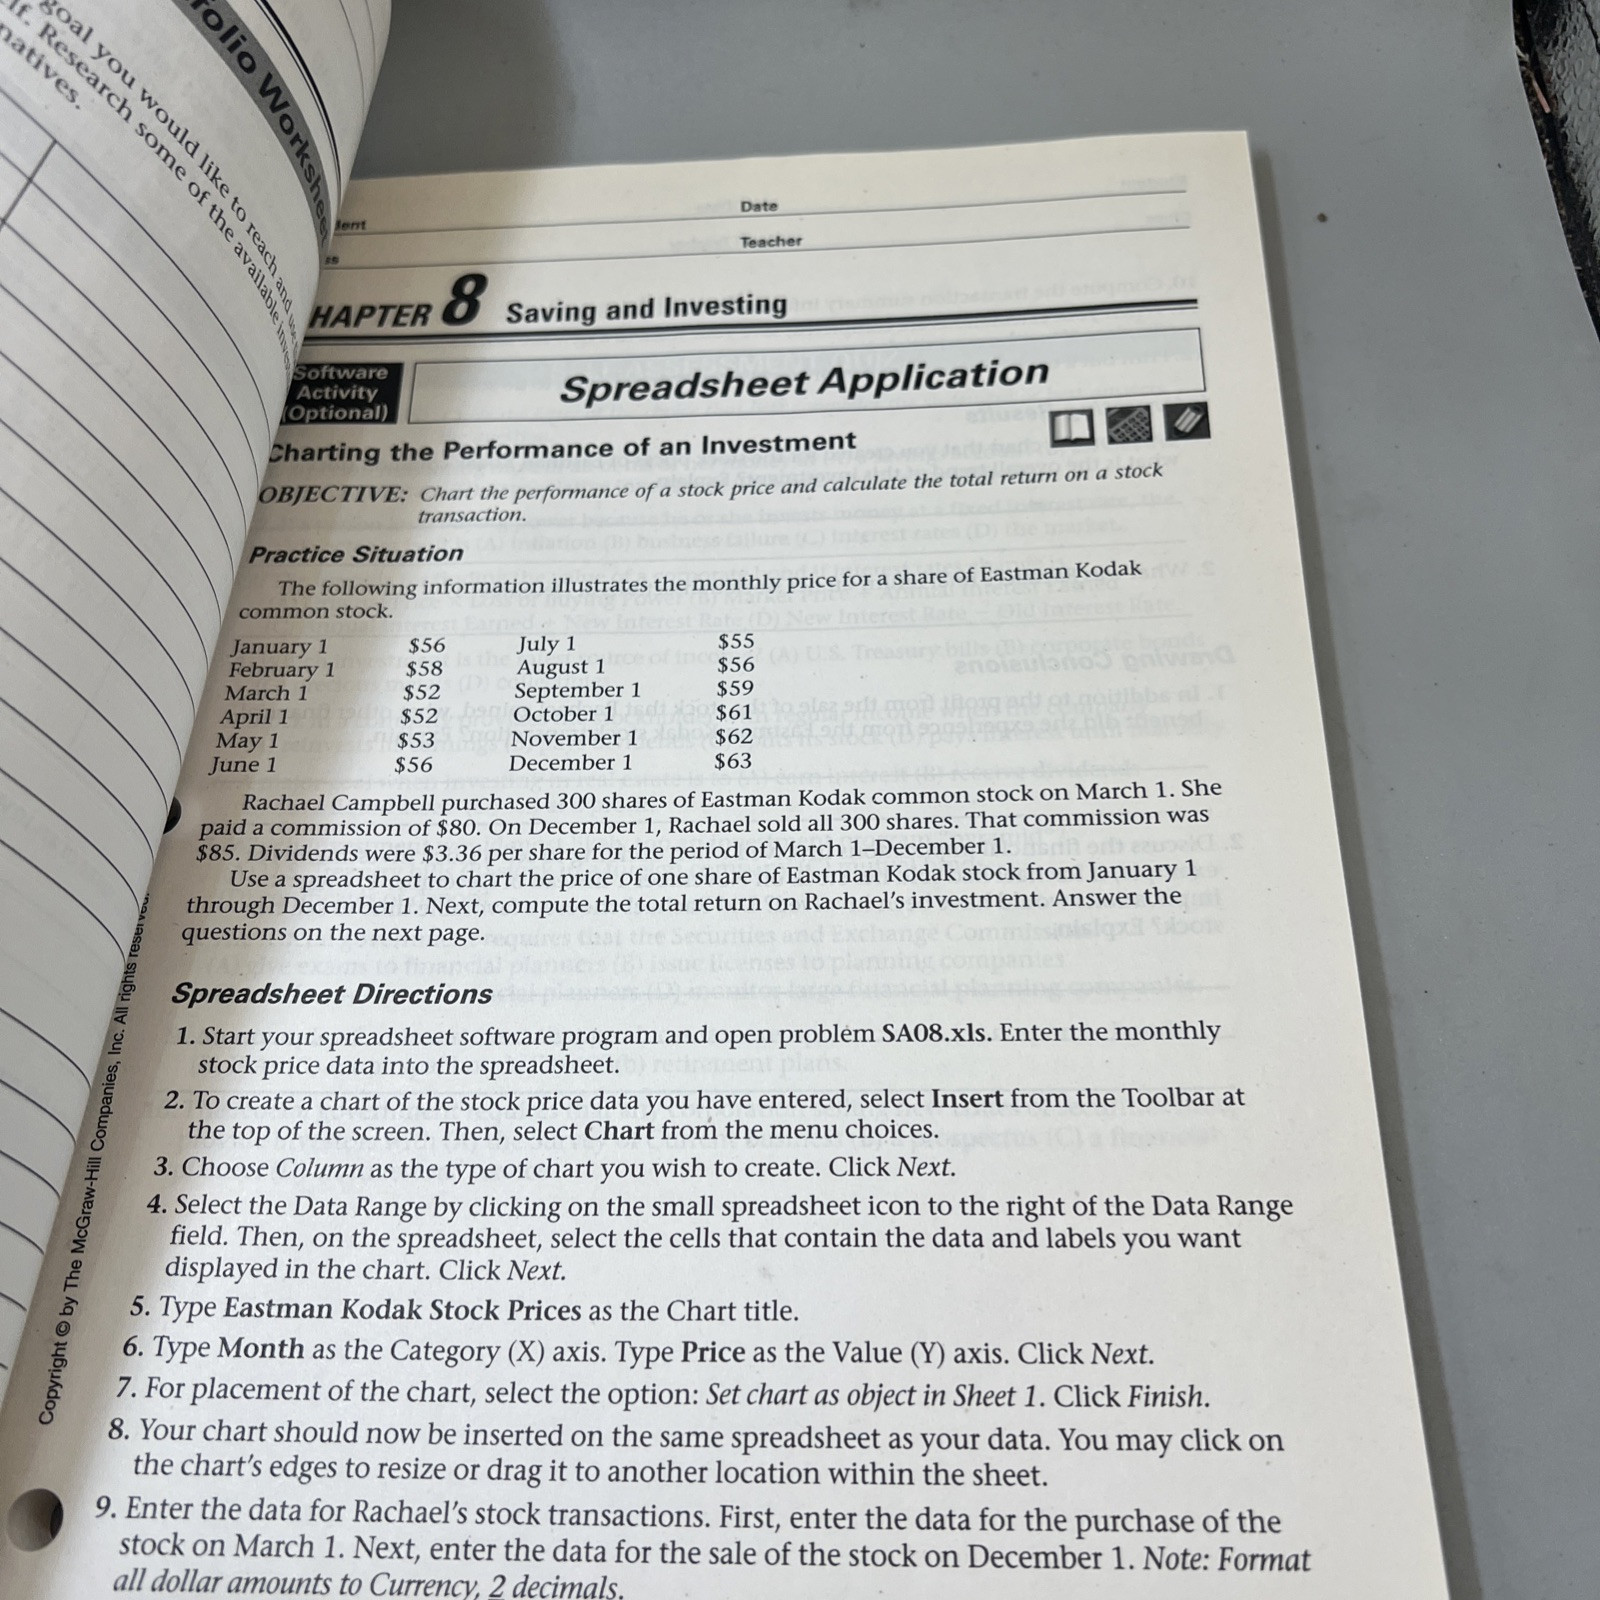 goal you would like to reach and
Research some of the available
natives.
Date
Teacher
8 Saving and Investing
Software
Activity
(Optional)
Spreadsheet Application
Charting the Performance of an Investment
OBJECTIVE: Chart the performance of a stock price and calculate the total return on a stock
transaction.
Practice Situation
The following information illustrates the monthly price for a share of Eastman Kodak
common stock.
January 1 $56 July 1 $55
February 1 $58 August 1 $56
March 1 $52 September 1 $59
April 1 $52 October 1 $61
May 1 $53 November 1 $62
June 1 $56 December 1 $63
Rachael Campbell purchased 300 shares of Eastman Kodak common stock on March 1. She
paid a commission of $80. On December 1, Rachael sold all 300 shares. That commission was
$85. Dividends were $3.36 per share for the period of March 1–December 1.
Use a spreadsheet to chart the price of one share of Eastman Kodak stock from January 1
through December 1. Next, compute the total return on Rachael's investment. Answer the
questions on the next page.
Spreadsheet Directions
1. Start your spreadsheet software program and open problem SA08.xls. Enter the monthly
stock price data into the spreadsheet.
2. To create a chart of the stock price data you have entered, select Insert from the Toolbar at
the top of the screen. Then, select Chart from the menu choices.
3. Choose Column as the type of chart you wish to create. Click Next.
4. Select the Data Range by clicking on the small spreadsheet icon to the right of the Data Range
field. Then, on the spreadsheet, select the cells that contain the data and labels you want
displayed in the chart. Click Next.
5. Type Eastman Kodak Stock Prices as the Chart title.
6. Type Month as the Category (X) axis. Type Price as the Value (Y) axis. Click Next.
7. For placement of the chart, select the option: Set chart as object in Sheet 1. Click Finish.
8. Your chart should now be inserted on the same spreadsheet as your data. You may click on
the chart's edges to resize or drag it to another location within the sheet.
9. Enter the data for Rachael's stock transactions. First, enter the data for the purchase of the
stock on March 1. Next, enter the data for the sale of the stock on December 1. Note: Format
all dollar amounts to Currency, 2 decimals.
Copyright © by The McGraw-Hill Companies, Inc. All rights reserved.